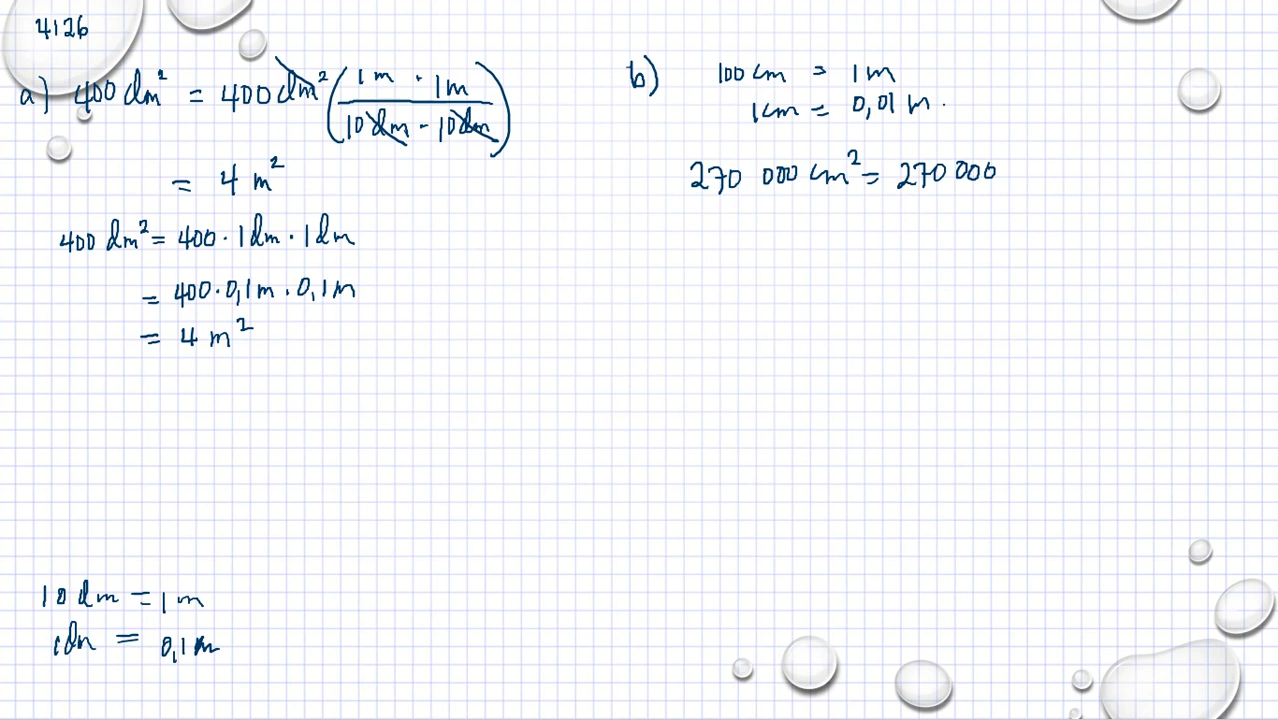 4126
a) 400 dm² = 400 dm² (1m · 1m / 10dm - 10dm)
= 4 m²
400 dm² = 400 · 1dm · 1dm
= 400 · 0,1m · 0,1m
= 4 m²
10 dm = 1 m
1dm = 0,1m
b) 100 cm = 1m
1cm = 0,01 m .
270 000 cm² = 270 000